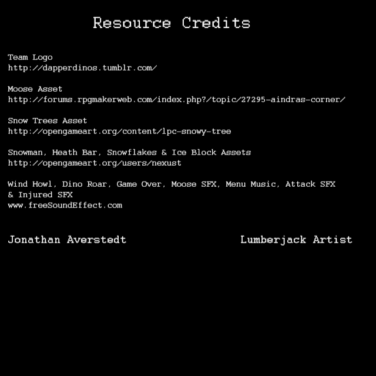 Resource Credits
Team Logo
http://dapperdinos.tumblr.com/
Moose Asset
http://forums.rpgmakerweb.com/index.php?/topic/27295-aindras-corner/
Snow Trees Asset
http://opengameart.org/content/lpc-snowy-tree
Snowman, Heath Bar, Snowflakes & Ice Block Assets
http://opengameart.org/users/nexust
Wind Howl, Dino Roar, Game Over, Moose SFX, Menu Music, Attack SFX
& Injured SFX
www.freeSoundEffect.com
Jonathan Averstedt Lumberjack Artist